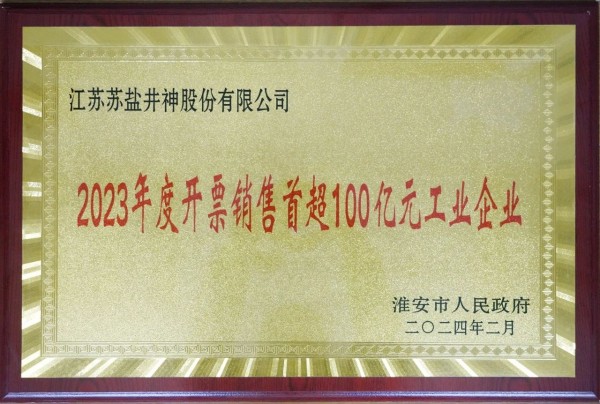 江苏苏盐井神股份有限公司
2023年度开票销售首超100亿元工业企业
淮安市人民政府
二〇二四年二月